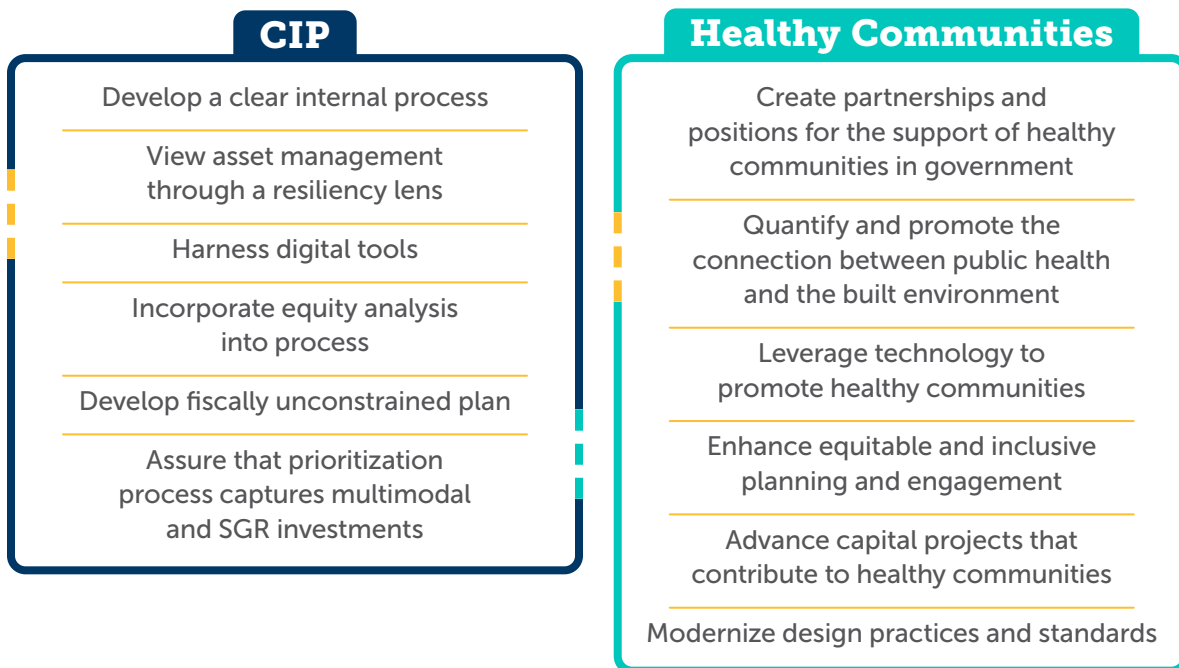 CIP
Develop a clear internal process
View asset management
through a resiliency lens
Harness digital tools
Incorporate equity analysis
into process
Develop fiscally unconstrained plan
Assure that prioritization
process captures multimodal
and SGR investments
Healthy Communities
Create partnerships and
positions for the support of healthy
communities in government
Quantify and promote the
connection between public health
and the built environment
Leverage technology to
promote healthy communities
Enhance equitable and inclusive
planning and engagement
Advance capital projects that
contribute to healthy communities
Modernize design practices and standards